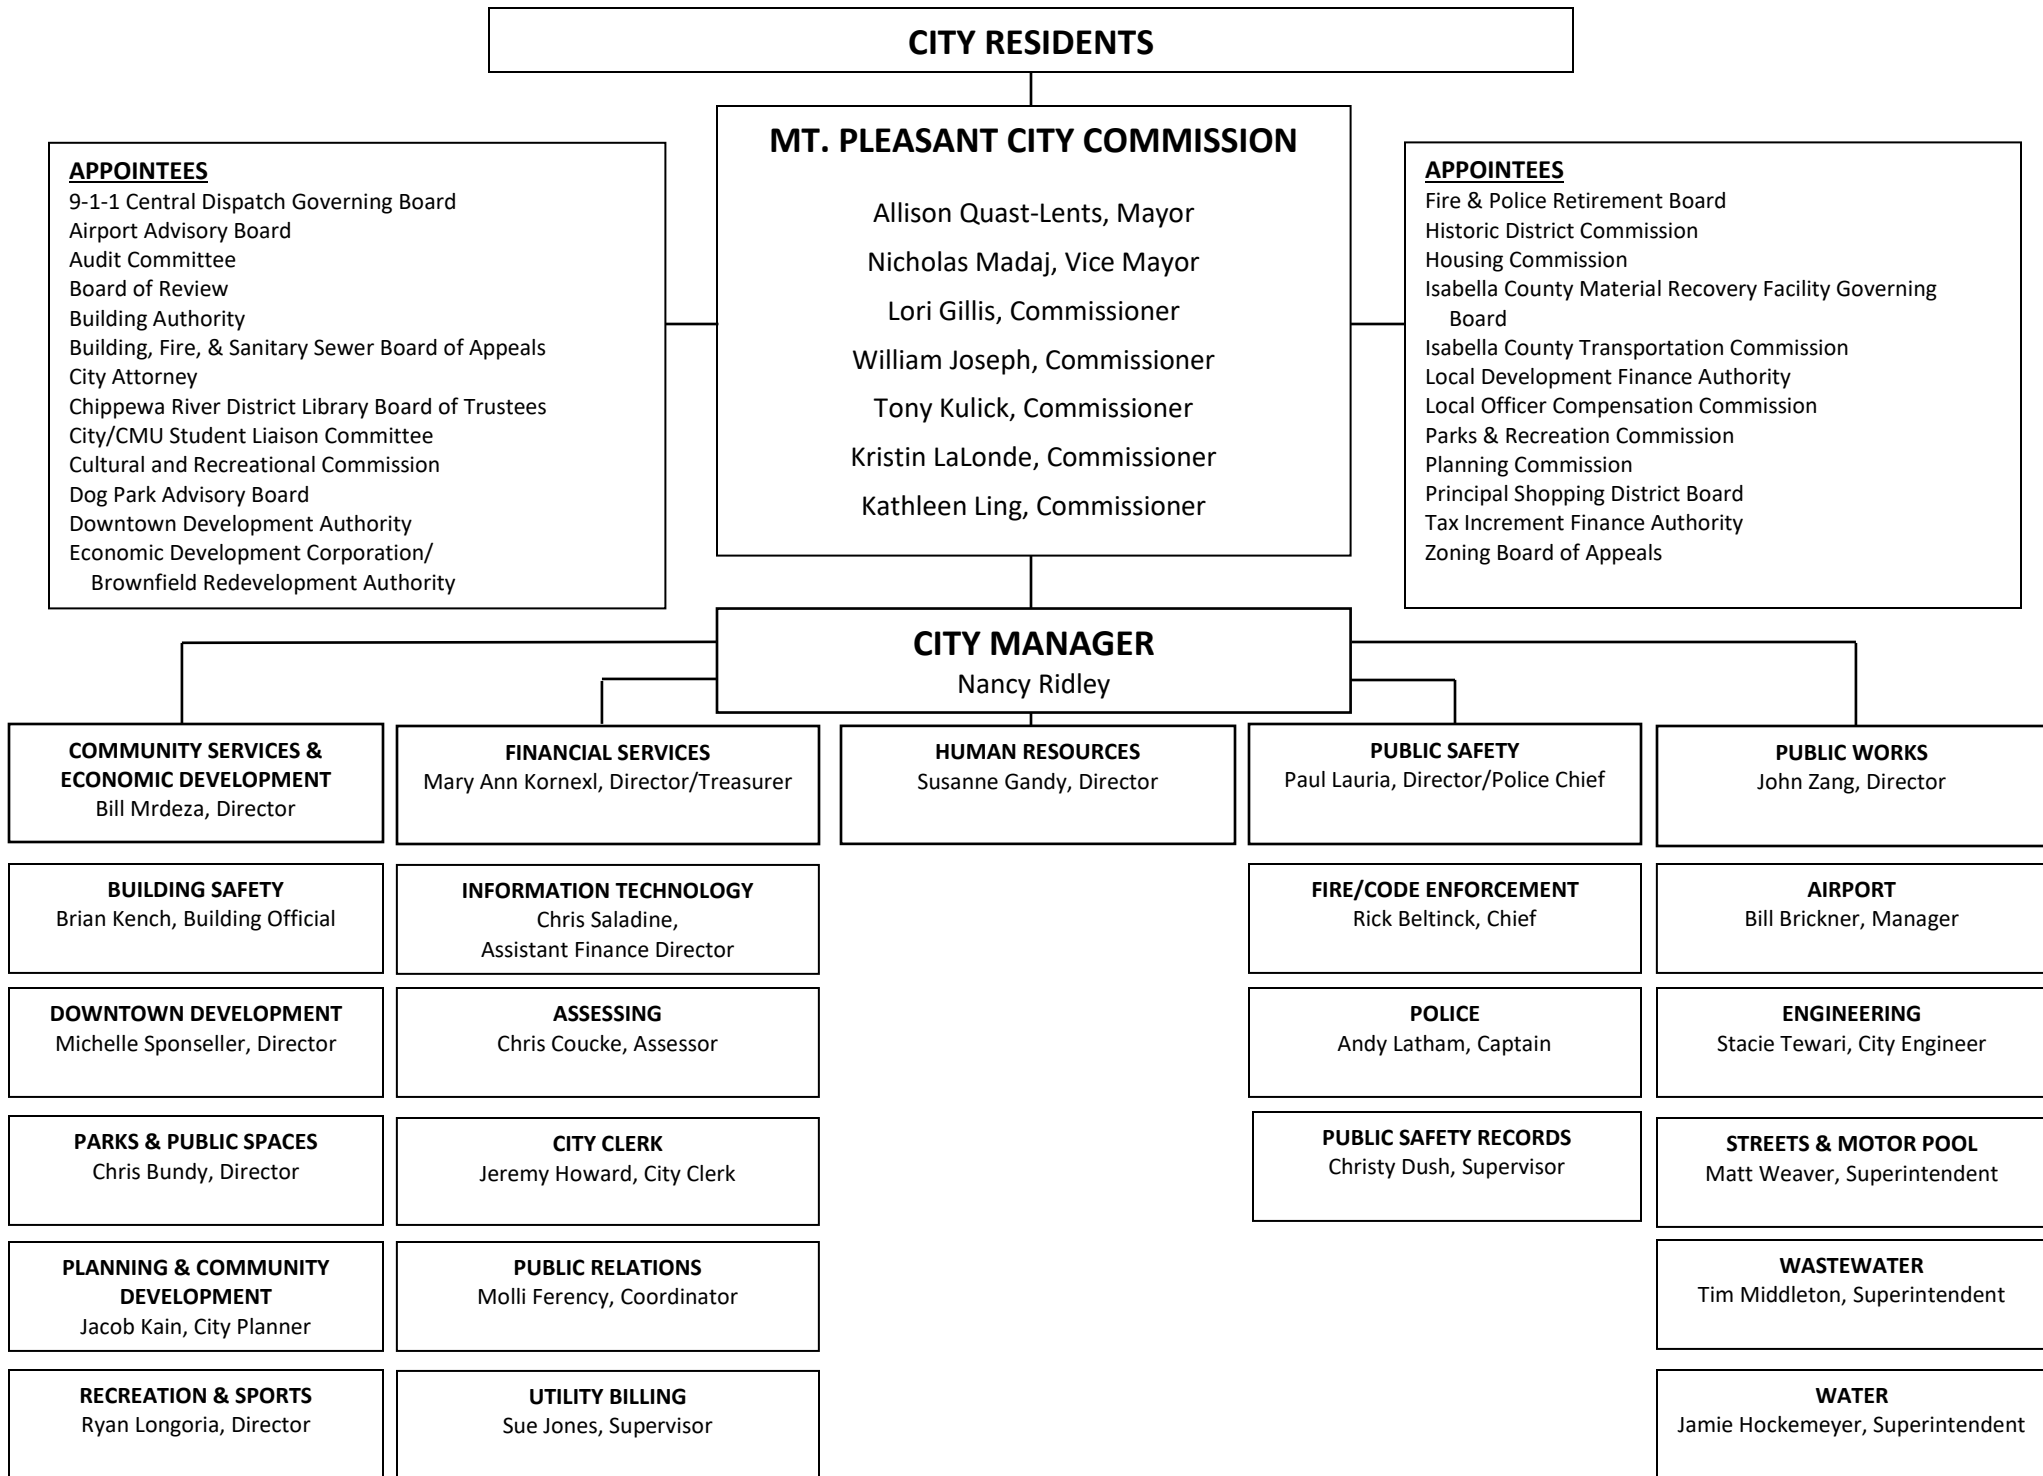 CITY RESIDENTS
MT. PLEASANT CITY COMMISSION
Allison Quast-Lents, Mayor
Nicholas Madaj, Vice Mayor
Lori Gillis, Commissioner
William Joseph, Commissioner
Tony Kulick, Commissioner
Kristin LaLonde, Commissioner
Kathleen Ling, Commissioner
APPOINTEES
9-1-1 Central Dispatch Governing Board
Airport Advisory Board
Audit Committee
Board of Review
Building Authority
Building, Fire, & Sanitary Sewer Board of Appeals
City Attorney
Chippewa River District Library Board of Trustees
City/CMU Student Liaison Committee
Cultural and Recreational Commission
Dog Park Advisory Board
Downtown Development Authority
Economic Development Corporation/
Brownfield Redevelopment Authority
APPOINTEES
Fire & Police Retirement Board
Historic District Commission
Housing Commission
Isabella County Material Recovery Facility Governing
Board
Isabella County Transportation Commission
Local Development Finance Authority
Local Officer Compensation Commission
Parks & Recreation Commission
Planning Commission
Principal Shopping District Board
Tax Increment Finance Authority
Zoning Board of Appeals
CITY MANAGER
Nancy Ridley
COMMUNITY SERVICES &
ECONOMIC DEVELOPMENT
Bill Mrdeza, Director
BUILDING SAFETY
Brian Kench, Building Official
DOWNTOWN DEVELOPMENT
Michelle Sponseller, Director
PARKS & PUBLIC SPACES
Chris Bundy, Director
PLANNING & COMMUNITY
DEVELOPMENT
Jacob Kain, City Planner
RECREATION & SPORTS
Ryan Longoria, Director
FINANCIAL SERVICES
Mary Ann Kornexl, Director/Treasurer
INFORMATION TECHNOLOGY
Chris Saladine,
Assistant Finance Director
ASSESSING
Chris Coucke, Assessor
CITY CLERK
Jeremy Howard, City Clerk
PUBLIC RELATIONS
Molli Ferency, Coordinator
UTILITY BILLING
Sue Jones, Supervisor
HUMAN RESOURCES
Susanne Gandy, Director
PUBLIC SAFETY
Paul Lauria, Director/Police Chief
FIRE/CODE ENFORCEMENT
Rick Beltinck, Chief
POLICE
Andy Latham, Captain
PUBLIC SAFETY RECORDS
Christy Dush, Supervisor
PUBLIC WORKS
John Zang, Director
AIRPORT
Bill Brickner, Manager
ENGINEERING
Stacie Tewari, City Engineer
STREETS & MOTOR POOL
Matt Weaver, Superintendent
WASTEWATER
Tim Middleton, Superintendent
WATER
Jamie Hockemeyer, Superintendent